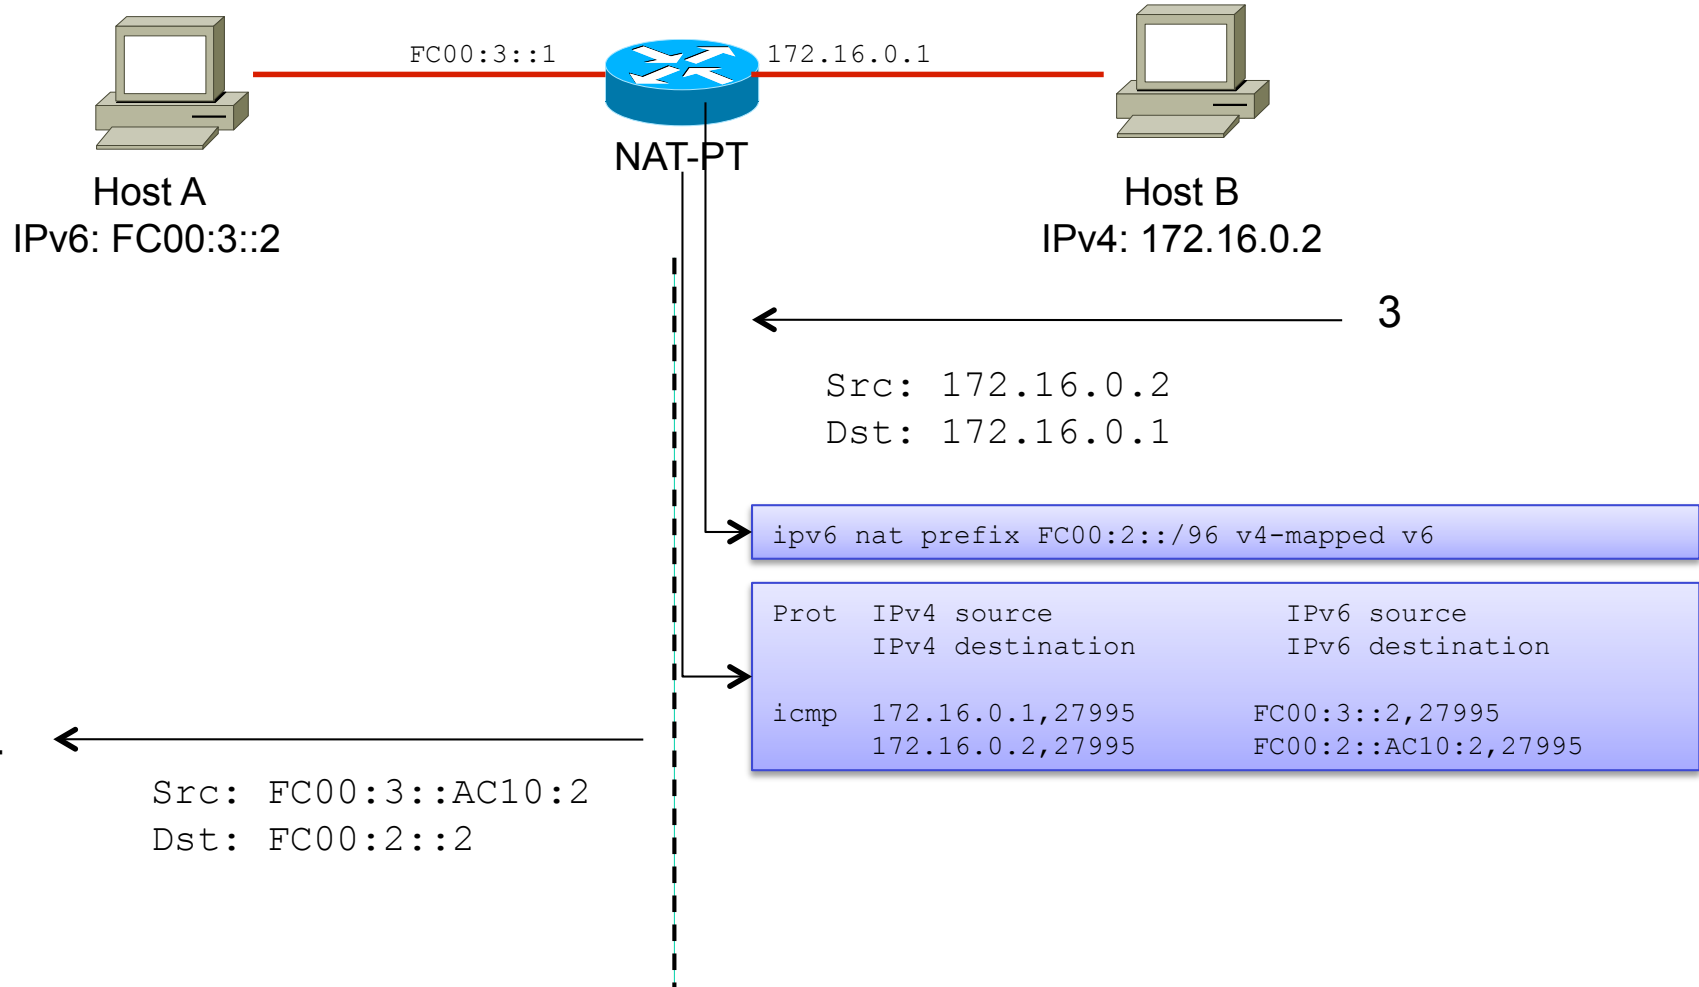 FC00:3::1
172.16.0.1
NAT-PT
Host A
IPv6: FC00:3::2
Host B
IPv4: 172.16.0.2
3
Src: 172.16.0.2
Dst: 172.16.0.1
ipv6 nat prefix FC00:2::/96 v4-mapped v6
Prot IPv4 source IPv6 source
IPv4 destination IPv6 destination
icmp 172.16.0.1,27995 FC00:3::2,27995
172.16.0.2,27995 FC00:2::AC10:2,27995
Src: FC00:3::AC10:2
Dst: FC00:2::2